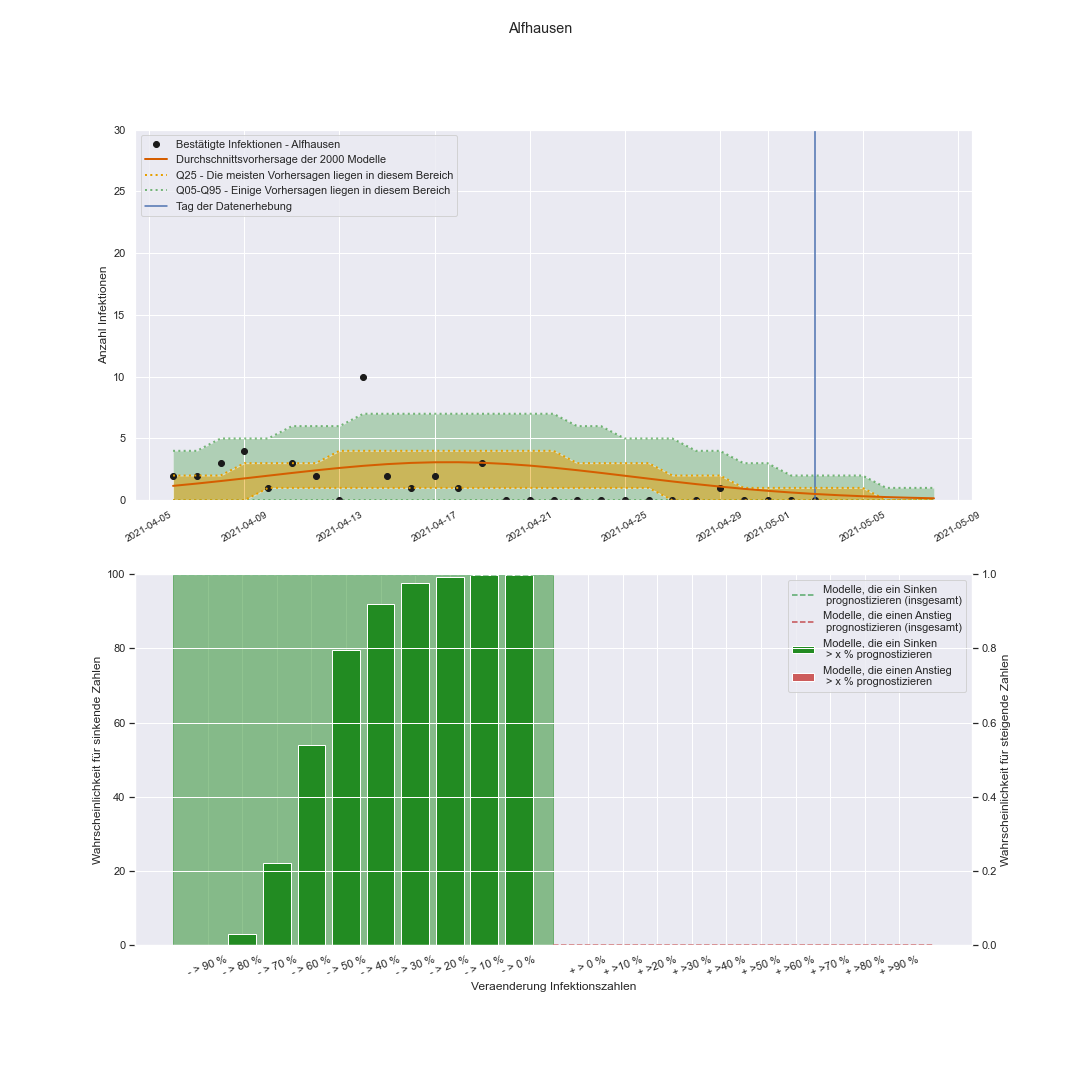 Alfhausen
30
25
20
15
10
5
0
Anzahl Infektionen
Bestätigte Infektionen - Alfhausen
Durchschnittsvorhersage der 2000 Modelle
Q25 - Die meisten Vorhersagen liegen in diesem Bereich
Q05-Q95 - Einige Vorhersagen liegen in diesem Bereich
Tag der Datenerhebung
2021-04-05
2021-04-09
2021-04-13
2021-04-17
2021-04-21
2021-04-25
2021-04-29
2021-05-01
2021-05-05
2021-05-09
100
80
60
40
20
0
Wahrscheinlichkeit für sinkende Zahlen
Modelle, die ein Sinken
prognostizieren (insgesamt)
Modelle, die einen Anstieg
prognostizieren (insgesamt)
Modelle, die ein Sinken
> x % prognostizieren
Modelle, die einen Anstieg
> x % prognostizieren
1.0
0.8
0.6
0.4
0.2
0.0
Wahrscheinlichkeit für steigende Zahlen
- > 90 %
- > 80 %
- > 70 %
- > 60 %
- > 50 %
- > 40 %
- > 30 %
- > 20 %
- > 10 %
- > 0 %
+ > 0 %
+ >10 %
+ >20 %
+ >30 %
+ >40 %
+ >50 %
+ >60 %
+ >70 %
+ >80 %
+ >90 %
Veraenderung Infektionszahlen